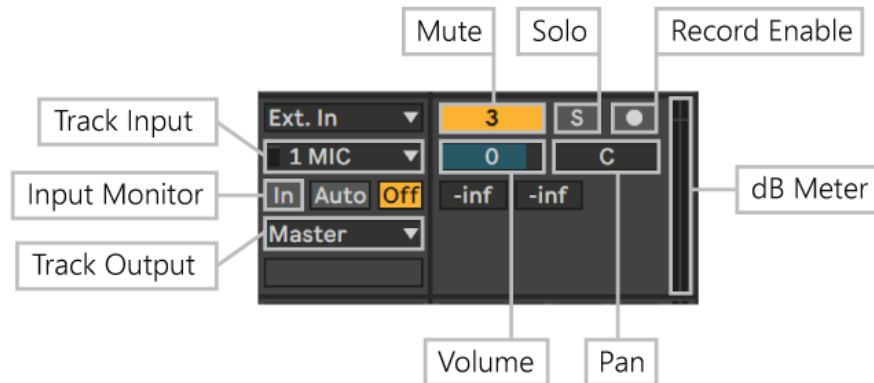 Mute
Solo
Record Enable
Track Input
Ext. In
3
S
1 MIC
0
C
Input Monitor
In Auto Off
-inf -inf
dB Meter
Master
Track Output
Volume
Pan